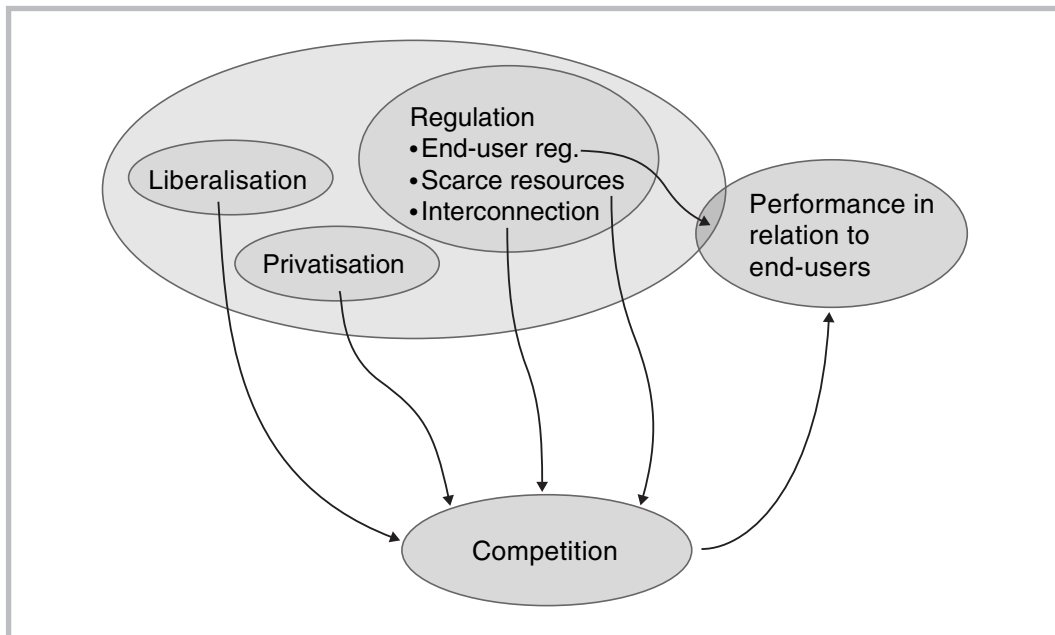 Regulation
• End-user reg.
• Scarce resources
• Interconnection
Liberalisation
Privatisation
Performance in
relation to
end-users
Competition